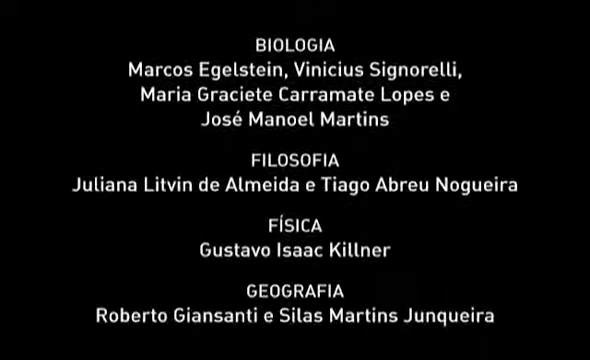 BIOLOGIA
Marcos Egelstein, Vinicius Signorelli,
Maria Graciete Carramate Lopes e
José Manoel Martins
FILOSOFIA
Juliana Litvin de Almeida e Tiago Abreu Nogueira
FÍSICA
Gustavo Isaac Killner
GEOGRAFIA
Roberto Giansanti e Silas Martins Junqueira